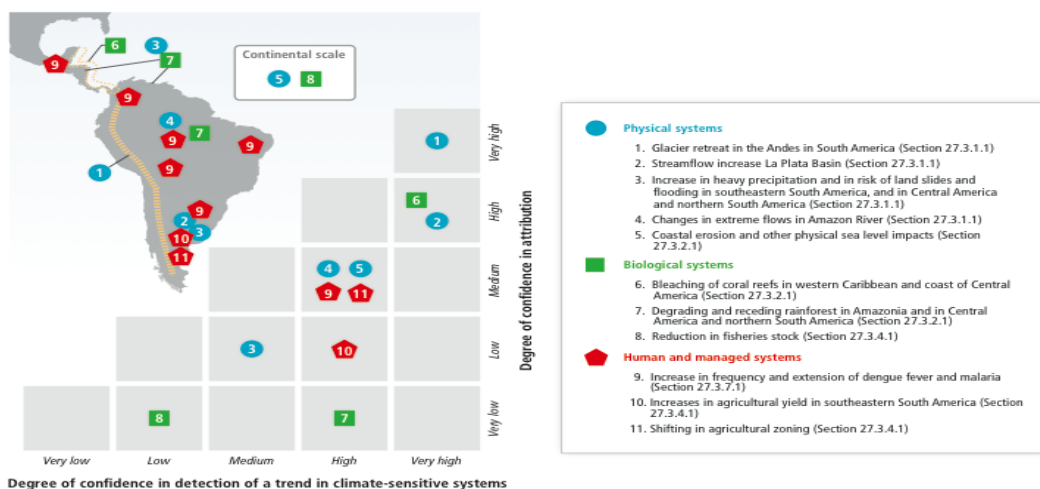 6
3
Continental scale
9
7
5
8
9
4
9
7
9
1
9
1
9
2
3
10
11
6
2
4
5
9
11
3
10
8
7
Very high
High
Medium
Low
Very low
Degree of confidence in attribution
Very low
Low
Medium
High
Very high
Degree of confidence in detection of a trend in climate-sensitive systems
Physical systems
1. Glacier retreat in the Andes in South America (Section 27.3.1.1)
2. Streamflow increase La Plata Basin (Section 27.3.1.1)
3. Increase in heavy precipitation and in risk of land slides and
flooding in southeastern South America, and in Central America
and northern South America (Section 27.3.1.1)
4. Changes in extreme flows in Amazon River (Section 27.3.1.1)
5. Coastal erosion and other physical sea level impacts (Section
27.3.2.1)
Biological systems
6. Bleaching of coral reefs in western Caribbean and coast of Central
America (Section 27.3.2.1)
7. Degrading and receding rainforest in Amazonia and in Central
America and northern South America (Section 27.3.2.1)
8. Reduction in fisheries stock (Section 27.3.4.1)
Human and managed systems
9. Increase in frequency and extension of dengue fever and malaria
(Section 27.3.7.1)
10. Increases in agricultural yield in southeastern South America (Section
27.3.4.1)
11. Shifting in agricultural zoning (Section 27.3.4.1)